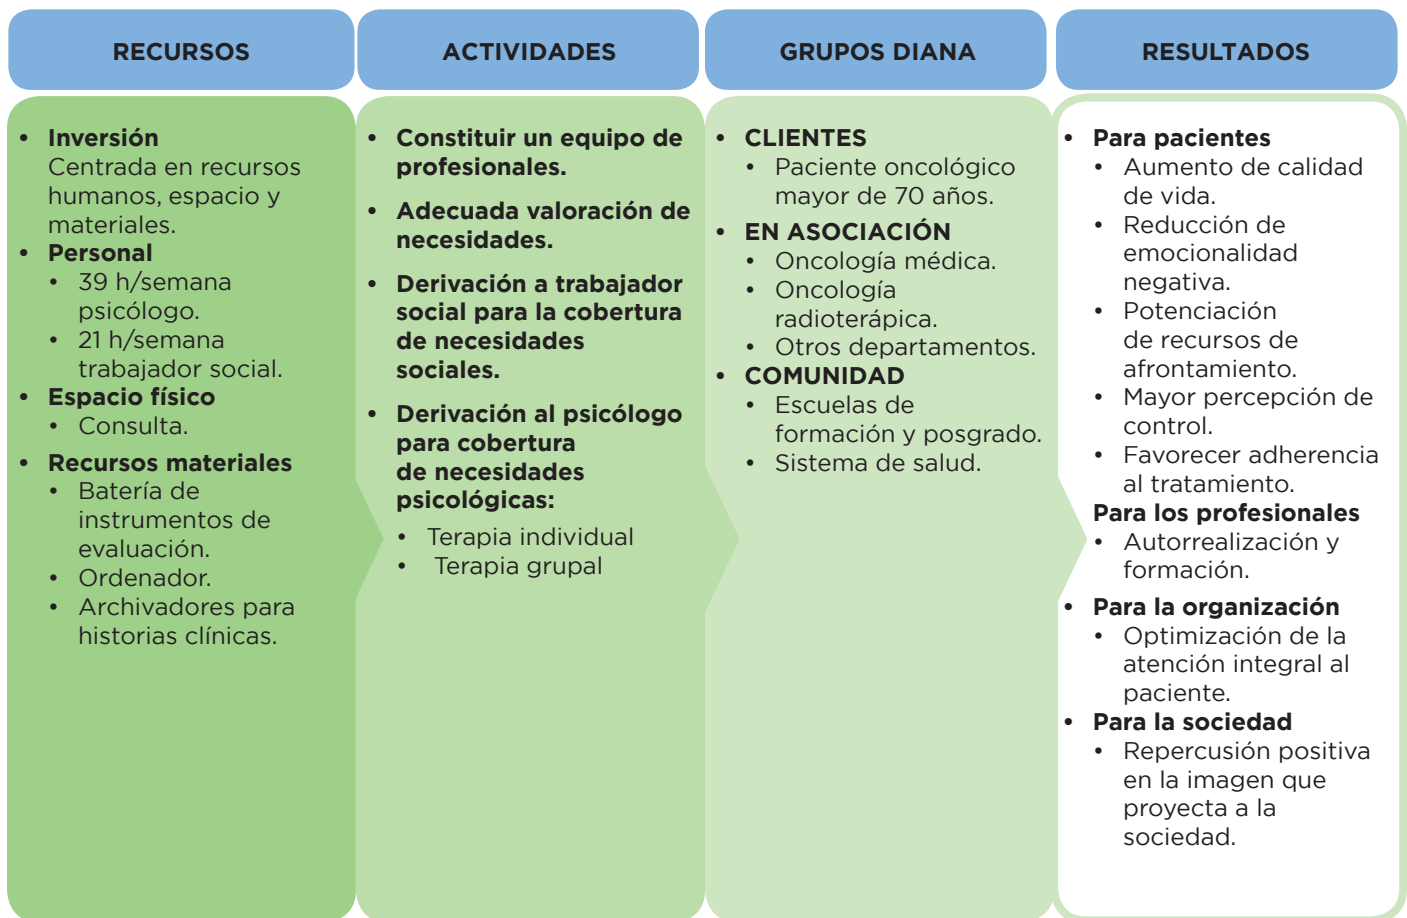 RECURSOS
• Inversión
Centrada en recursos
humanos, espacio y
materiales.
• Personal
• 39 h/semana
psicólogo.
• 21 h/semana
trabajador social.
• Espacio físico
• Consulta.
• Recursos materiales
• Batería de
instrumentos de
evaluación.
• Ordenador.
• Archivadores para
historias clínicas.
ACTIVIDADES
• Constituir un equipo de
profesionales.
• Adecuada valoración de
necesidades.
• Derivación a trabajador
social para la cobertura
de necesidades
sociales.
• Derivación al psicólogo
para cobertura
de necesidades
psicológicas:
• Terapia individual
• Terapia grupal
GRUPOS DIANA
• CLIENTES
• Paciente oncológico
mayor de 70 años.
• EN ASOCIACIÓN
• Oncología médica.
• Oncología
radioterápica.
• Otros departamentos.
• COMUNIDAD
• Escuelas de
formación y posgrado.
• Sistema de salud.
RESULTADOS
• Para pacientes
• Aumento de calidad
de vida.
• Reducción de
emocionalidad
negativa.
• Potenciación
de recursos de
afrontamiento.
• Mayor percepción de
control.
• Favorecer adherencia
al tratamiento.
Para los profesionales
• Autorrealización y
formación.
• Para la organización
• Optimización de la
atención integral al
paciente.
• Para la sociedad
• Repercusión positiva
en la imagen que
proyecta a la
sociedad.